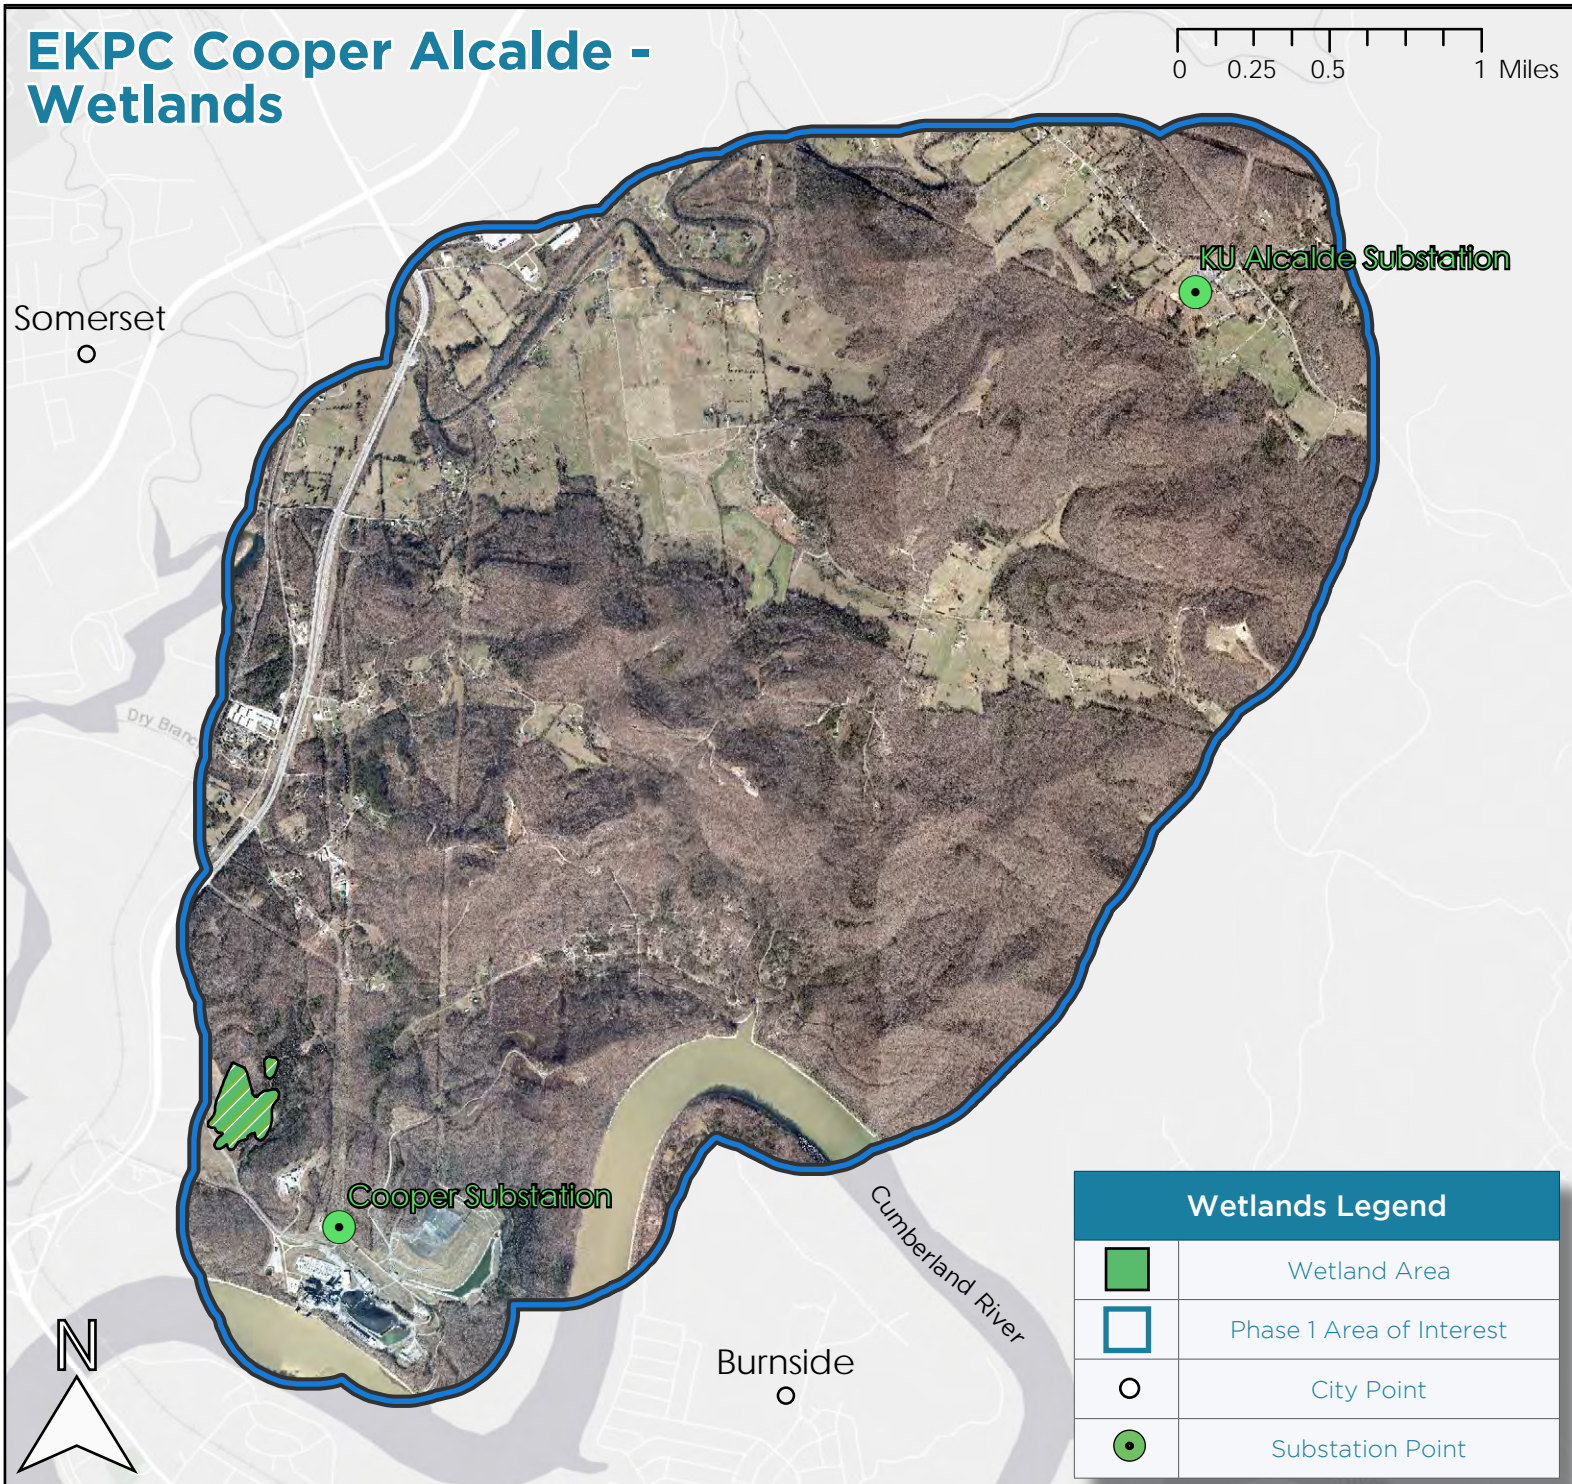 EKPC Cooper Alcalde -
Wetlands
0 0.25 0.5 1 Miles
KU Alcalde Substation
Somerset
Dry Branch
Cooper Substation
Cumberland River
Burnside
N
Wetlands Legend
Wetland Area
Phase 1 Area of Interest
City Point
Substation Point